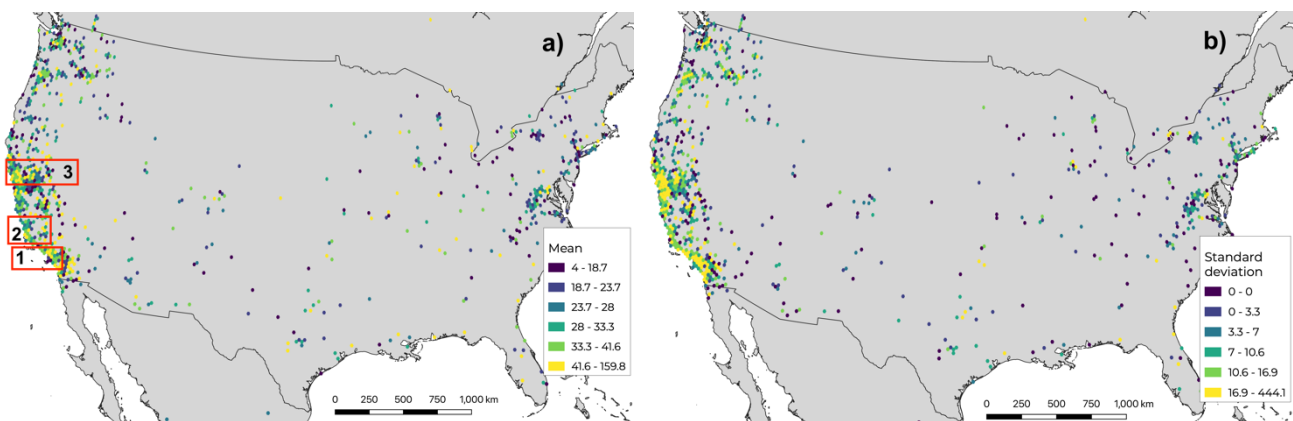 a)
3
2
1
Mean
4 - 18.7
18.7 - 23.7
23.7 - 28
28 - 33.3
33.3 - 41.6
41.6 - 159.8
0 250 500 750 1,000 km
b)
Standard
deviation
0 - 0
0 - 3.3
3.3 - 7
7 - 10.6
10.6 - 16.9
16.9 - 444.1
0 250 500 750 1,000 km